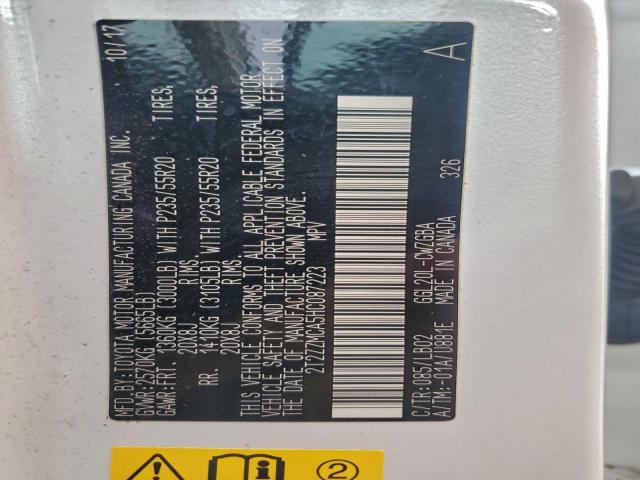 MFD.BY:TOYOTA MOTOR MANUFACTURING CANADA INC. 10/17
GVWR:2570KG (5665LB)
GAWR:FRT. 1360KG (3000LB) WITH P235/55R20 TIRES,
20X8J RIMS,
RR. 1410KG (3105LB) WITH P235/55R20 TIRES,
20X8J RIMS,
THIS VEHICLE CONFORMS TO ALL APPLICABLE FEDERAL MOTOR
VEHICLE SAFETY AND THEFT PREVENTION STANDARDS IN EFFECT ON
THE DATE OF MANUFACTURE SHOWN ABOVE.
2T2ZZMCA5HC087223 MPV
C/TR:085/LB02 GGL20L-CWZGBA A
A/TM:-01A/U881E MADE IN CANADA 326
2